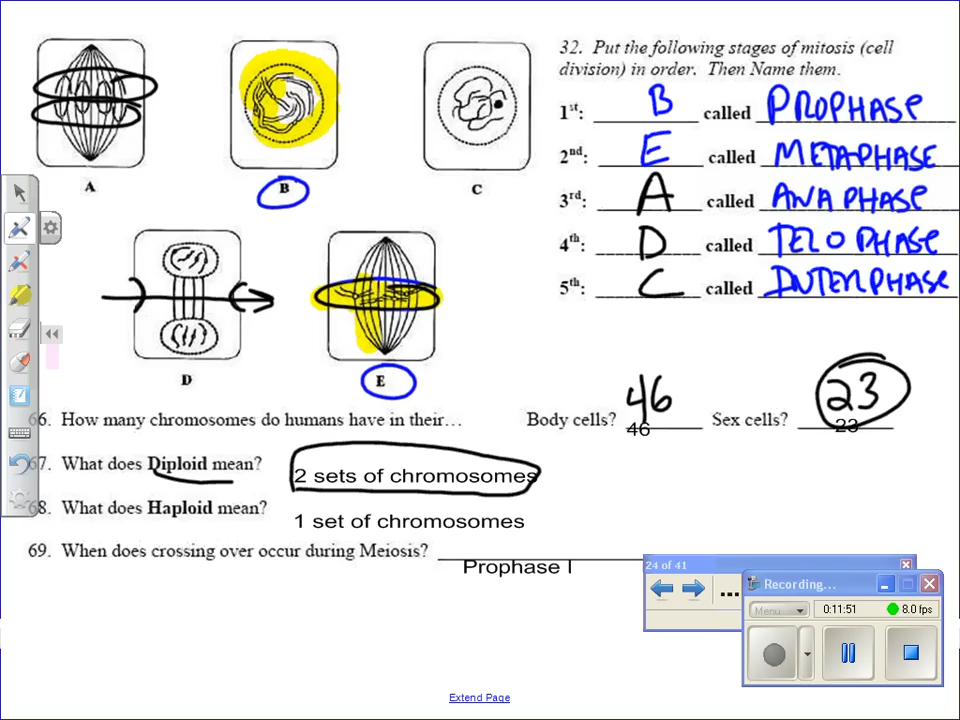 32. Put the following stages of mitosis (cell
division) in order. Then Name them.
1st: B called PROPHASE
2nd: E called METAPHASE
3rd: A called ANAPHASE
4th: D called TELOPHASE
5th: C called INTERPHASE
A
B
C
D
E
66. How many chromosomes do humans have in their… Body cells? 46 Sex cells? 23
46 23
67. What does Diploid mean?
2 sets of chromosomes
68. What does Haploid mean?
1 set of chromosomes
69. When does crossing over occur during Meiosis?
Prophase I
24 of 41
...
Recording...
Menu 0:11:51 8.0 fps
Extend Page